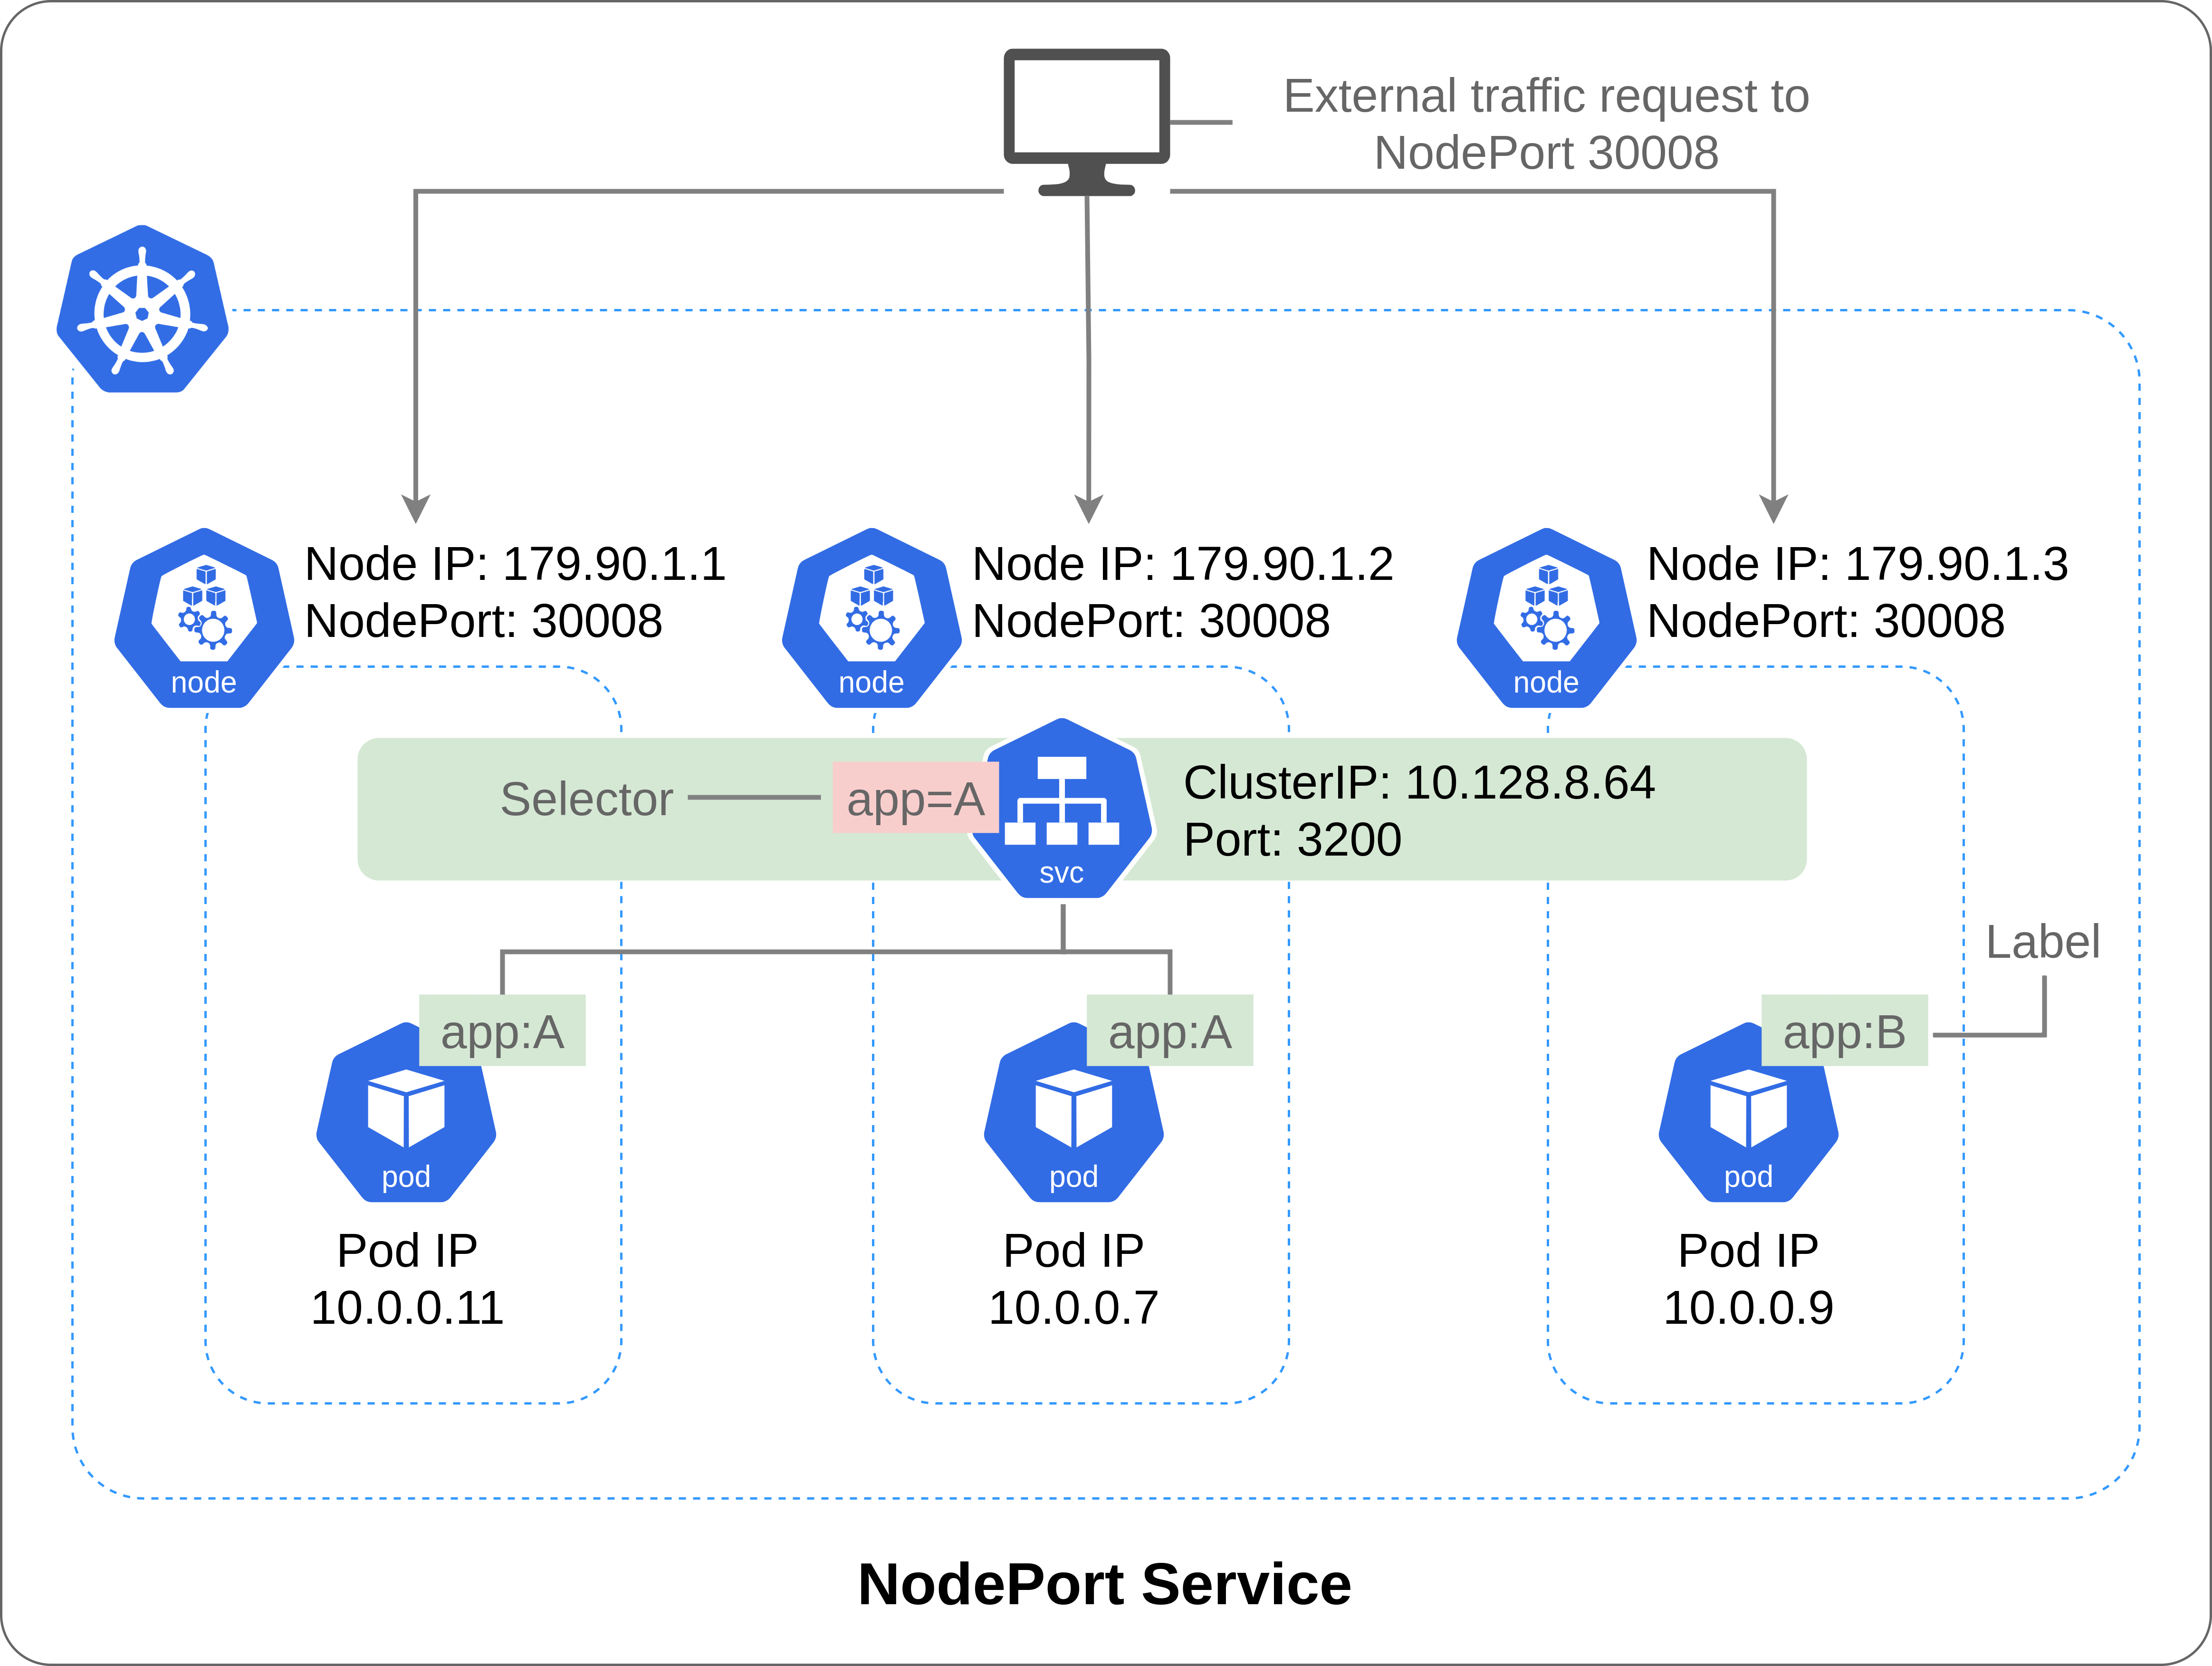 External traffic request to
NodePort 30008
Node IP: 179.90.1.1
NodePort: 30008
node
Node IP: 179.90.1.2
NodePort: 30008
node
Node IP: 179.90.1.3
NodePort: 30008
node
Selector
app=A
svc
ClusterIP: 10.128.8.64
Port: 3200
Label
app:A
pod
Pod IP
10.0.0.11
app:A
pod
Pod IP
10.0.0.7
app:B
pod
Pod IP
10.0.0.9
NodePort Service